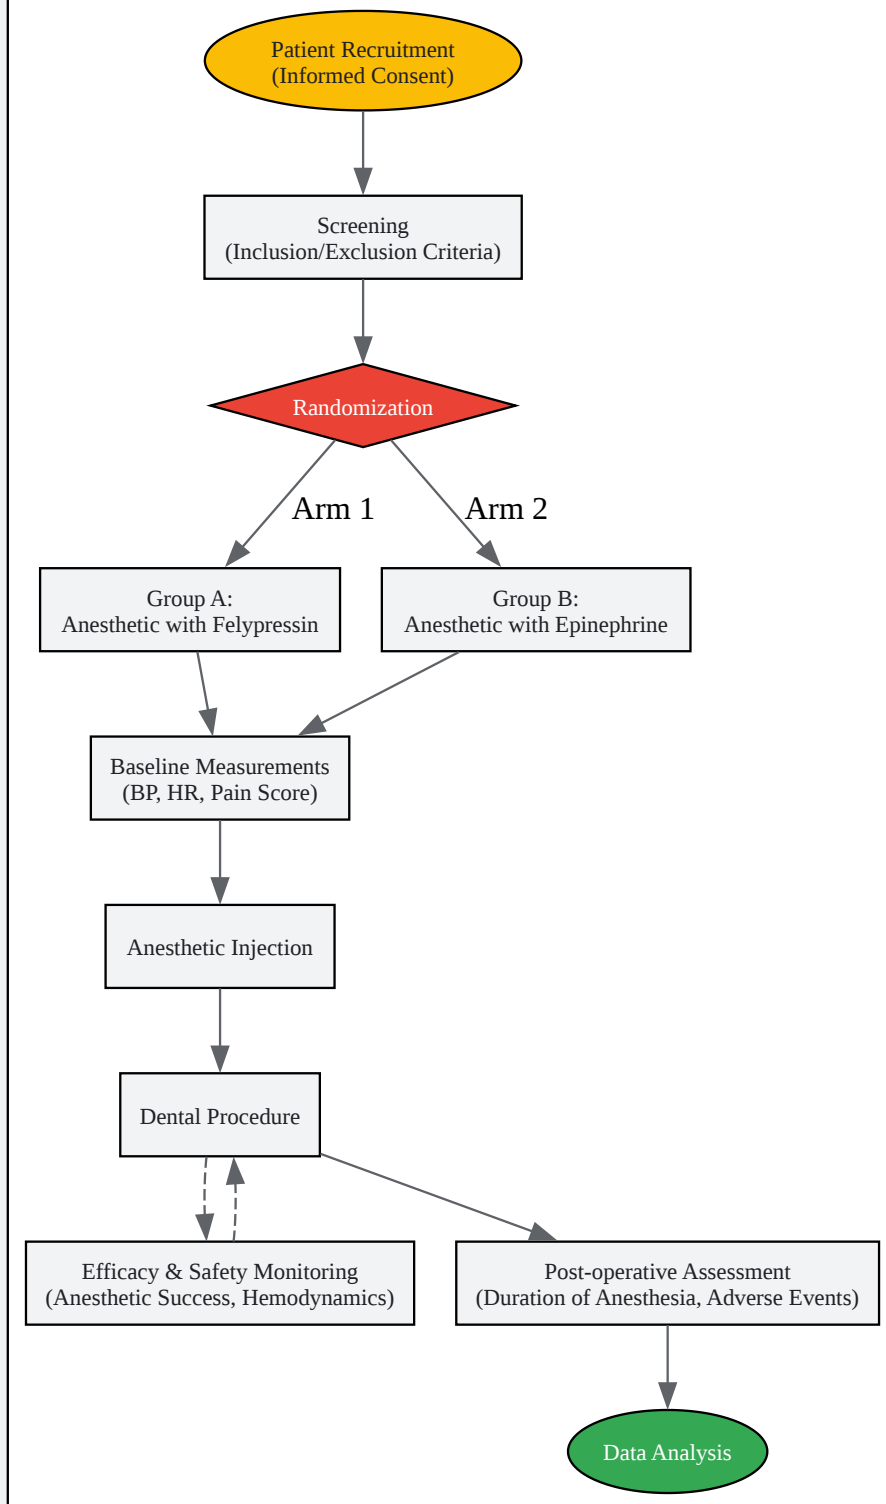 Patient Recruitment
(Informed Consent)
Screening
(Inclusion/Exclusion Criteria)
Randomization
Arm 1
Arm 2
Group A:
Anesthetic with Felypressin
Group B:
Anesthetic with Epinephrine
Baseline Measurements
(BP, HR, Pain Score)
Anesthetic Injection
Dental Procedure
Efficacy & Safety Monitoring
(Anesthetic Success, Hemodynamics)
Post-operative Assessment
(Duration of Anesthesia, Adverse Events)
Data Analysis